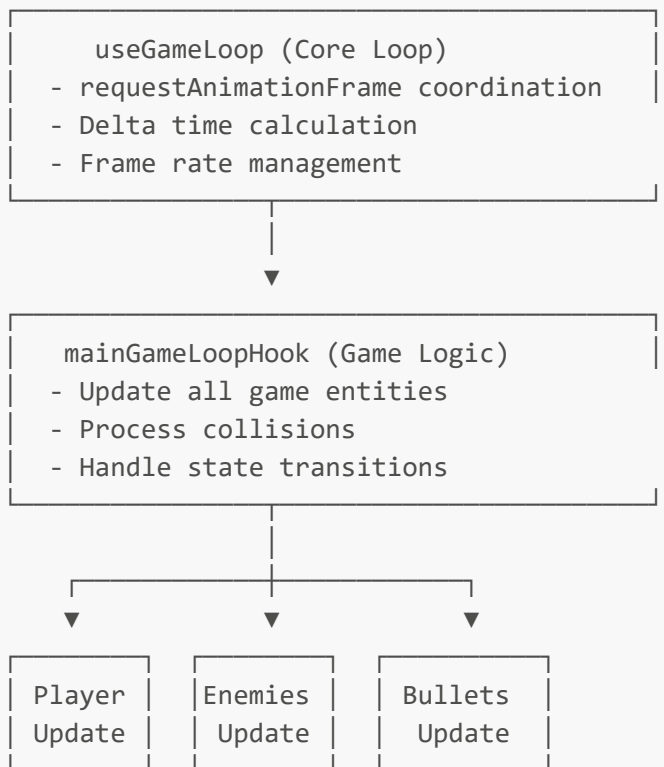 useGameLoop (Core Loop)
- requestAnimationFrame coordination
- Delta time calculation
- Frame rate management
mainGameLoopHook (Game Logic)
- Update all game entities
- Process collisions
- Handle state transitions
Player Enemies Bullets
Update Update Update